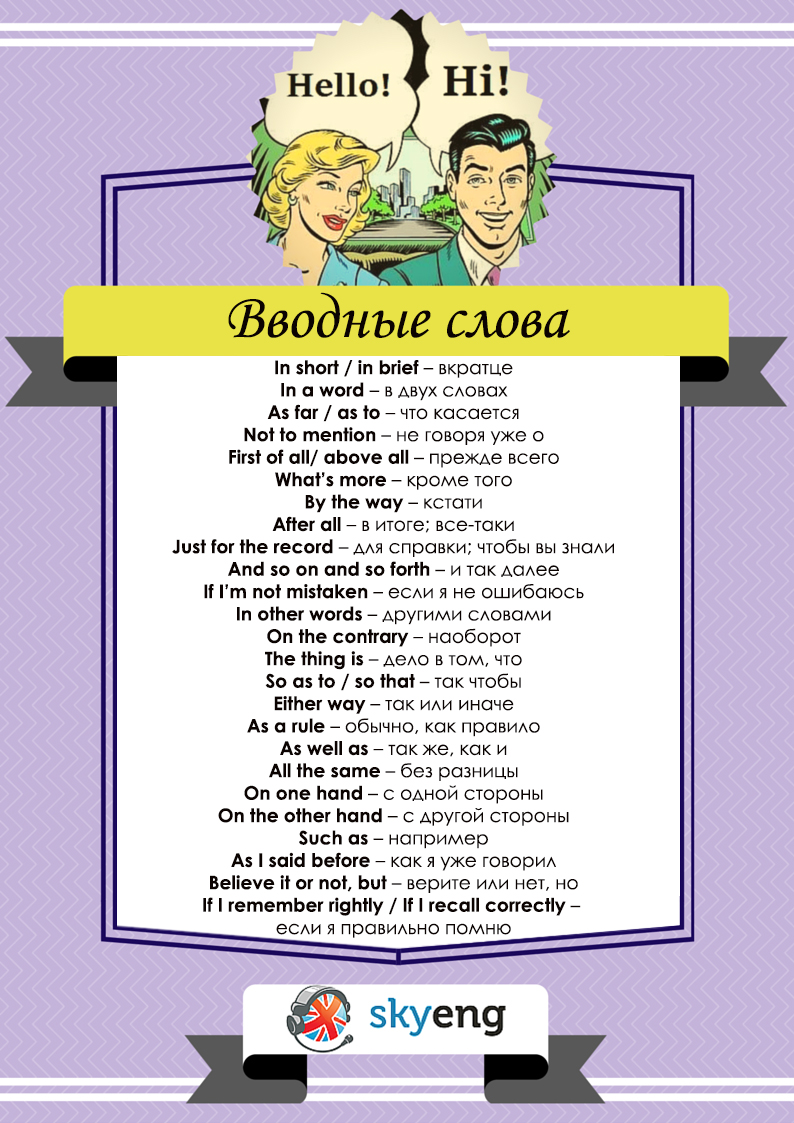 Hello!
Hi!
Вводные слова
In short / in brief – вкратце
In a word – в двух словах
As far / as to – что касается
Not to mention – не говоря уже о
First of all/ above all – прежде всего
What's more – кроме того
By the way – кстати
After all – в итоге; все-таки
Just for the record – для справки; чтобы вы знали
And so on and so forth – и так далее
If I'm not mistaken – если я не ошибаюсь
In other words – другими словами
On the contrary – наоборот
The thing is – дело в том, что
So as to / so that – так чтобы
Either way – так или иначе
As a rule – обычно, как правило
As well as – так же, как и
All the same – без разницы
On one hand – с одной стороны
On the other hand – с другой стороны
Such as – например
As I said before – как я уже говорил
Believe it or not, but – верите или нет, но
If I remember rightly / If I recall correctly –
если я правильно помню
skyeng